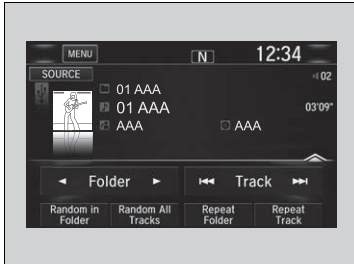 MENU N 12:34
SOURCE 02
01 AAA
01 AAA 03'09"
AAA AAA
Folder Track
Random in Folder Random All Tracks Repeat Folder Repeat Track